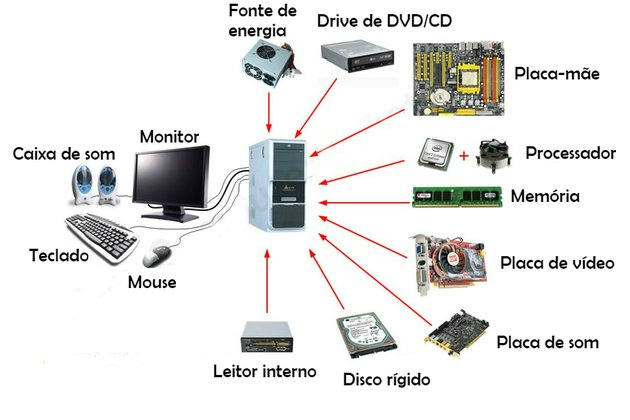 Fonte de
energia
Drive de DVD/CD
Placa-mãe
Monitor
Caixa de som
+
Processador
Memória
Teclado
Mouse
Placa de vídeo
Placa de som
Leitor interno
Disco rígido